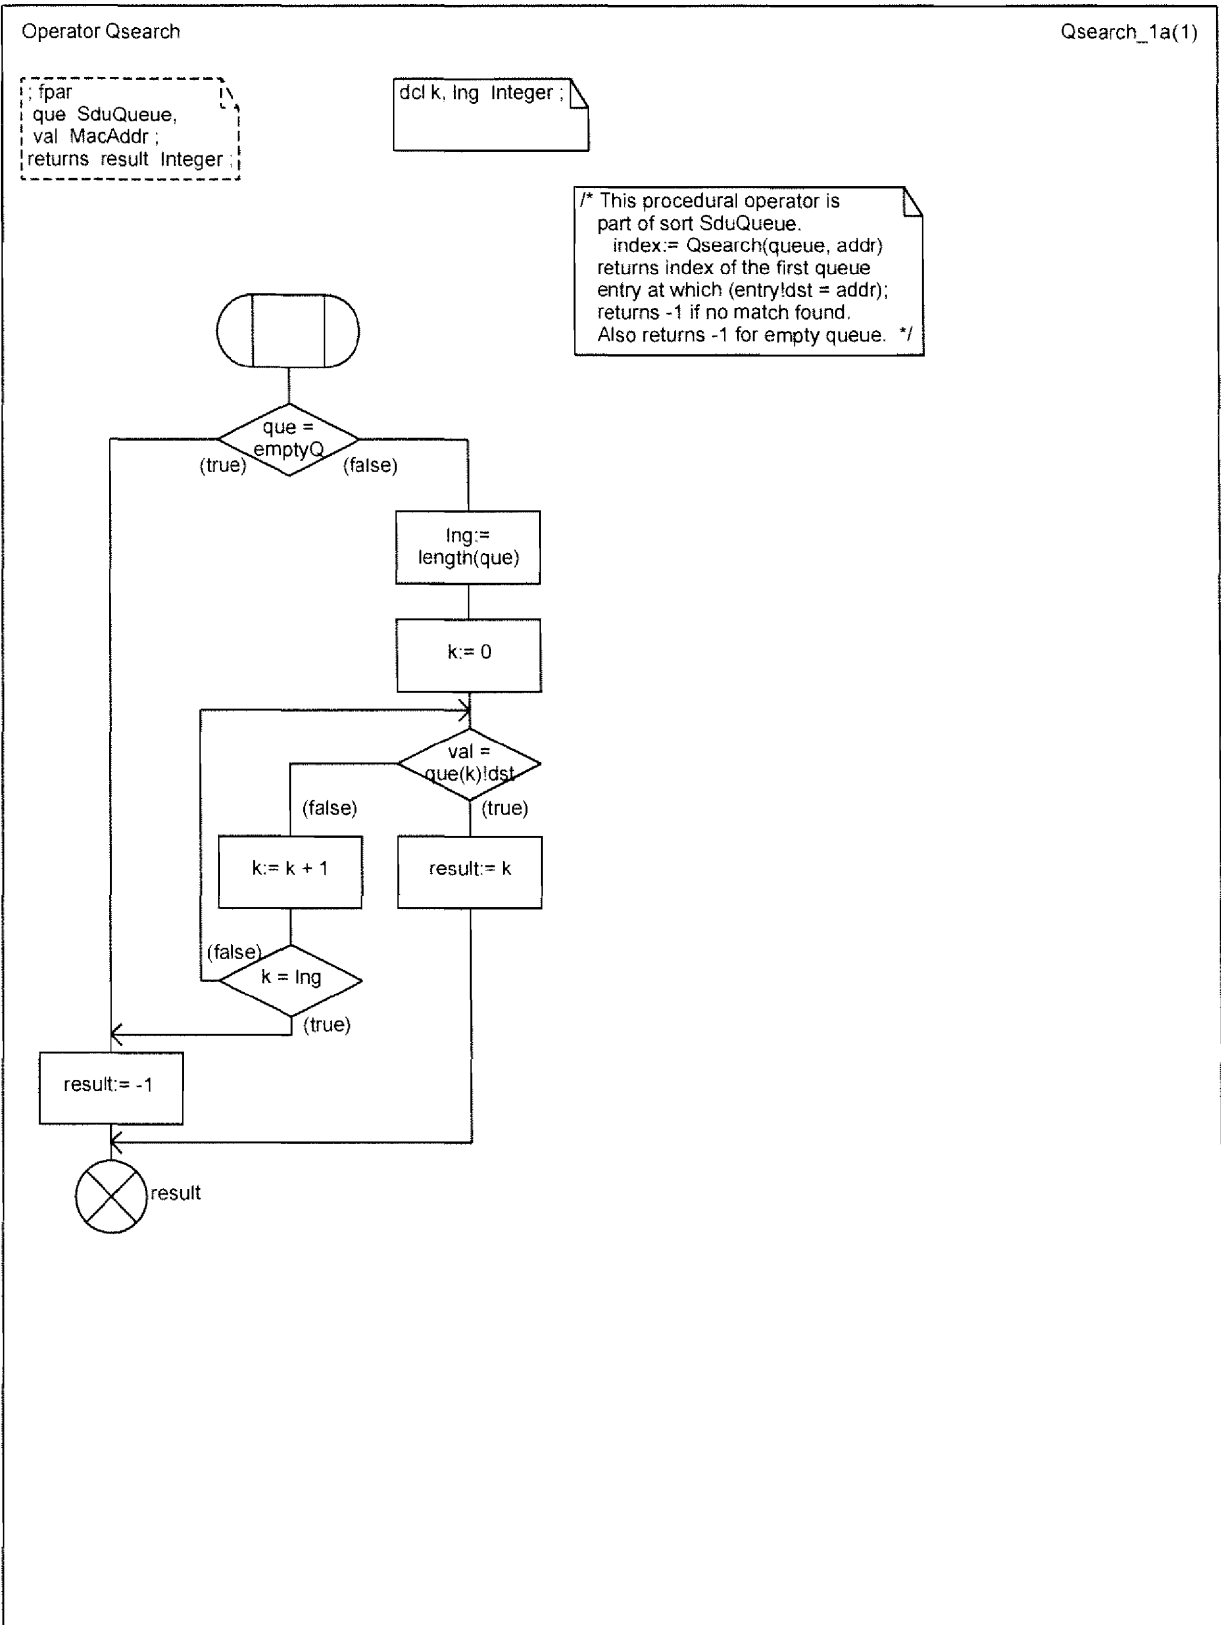 Operator Qsearch
Qsearch_1a(1)
; fpar
que SduQueue,
val MacAddr ;
returns result Integer ;
dcl k, lng Integer ;
/* This procedural operator is
part of sort SduQueue.
index:= Qsearch(queue, addr)
returns index of the first queue
entry at which (entry!dst = addr);
returns -1 if no match found.
Also returns -1 for empty queue. */
que =
emptyQ
(true)
(false)
lng:=
length(que)
k:= 0
val =
que(k)!dst
(false)
(true)
k:= k + 1
result:= k
(false)
k = lng
(true)
result:= -1
result